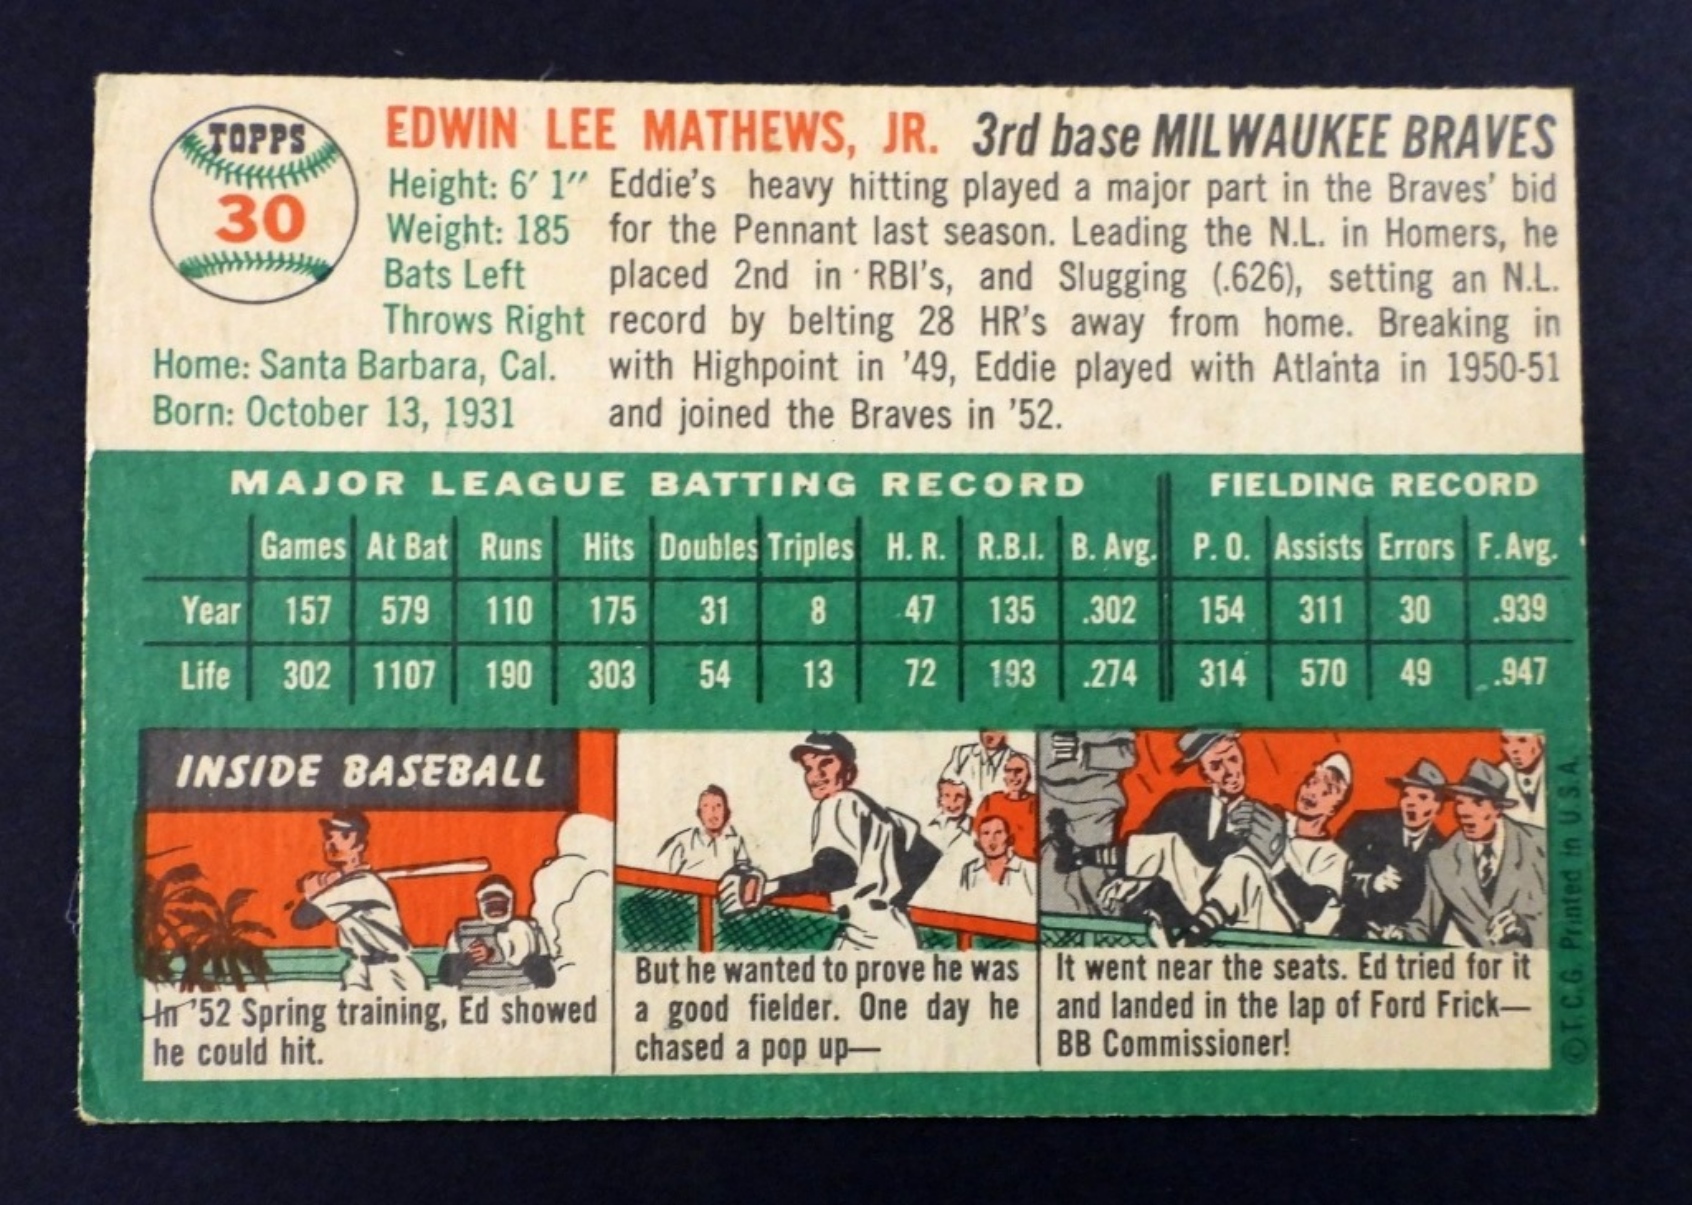 TOPPS
30
EDWIN LEE MATHEWS, JR. 3rd base MILWAUKEE BRAVES
Height: 6' 1"
Weight: 185
Bats Left
Throws Right
Home: Santa Barbara, Cal.
Born: October 13, 1931
Eddie's heavy hitting played a major part in the Braves' bid
for the Pennant last season. Leading the N.L. in Homers, he
placed 2nd in RBI's, and Slugging (.626), setting an N.L.
record by belting 28 HR's away from home. Breaking in
with Highpoint in '49, Eddie played with Atlanta in 1950-51
and joined the Braves in '52.
MAJOR LEAGUE BATTING RECORD FIELDING RECORD
Games At Bat Runs Hits Doubles Triples H. R. R.B.I. B. Avg. P. O. Assists Errors F. Avg.
Year 157 579 110 175 31 8 47 135 .302 154 311 30 .939
Life 302 1107 190 303 54 13 72 193 .274 314 570 49 .947
INSIDE BASEBALL
In '52 Spring training, Ed showed
he could hit.
But he wanted to prove he was
a good fielder. One day he
chased a pop up—
It went near the seats. Ed tried for it
and landed in the lap of Ford Frick—
BB Commissioner!
© T. C. G. Printed in U. S. A.